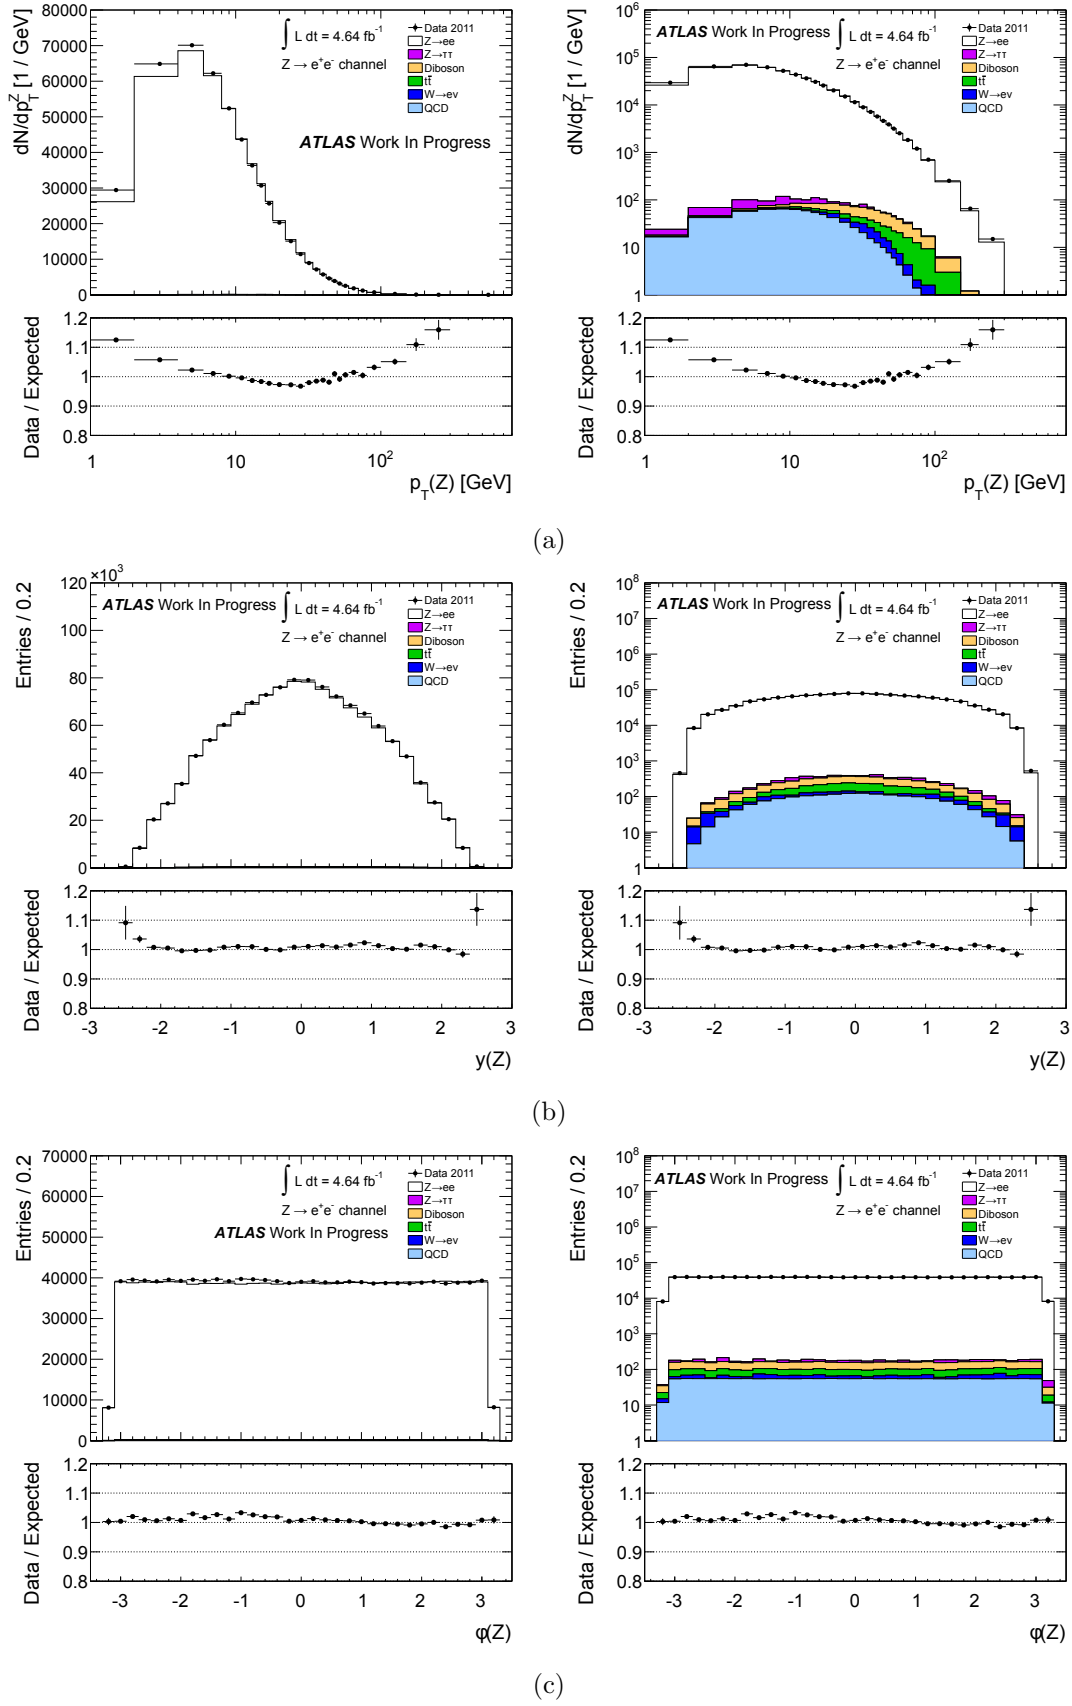 dN/dp_T^Z [1 / GeV]
80000
70000
60000
50000
40000
30000
20000
10000
0
∫ L dt = 4.64 fb⁻¹
Z → e⁺e⁻ channel
ATLAS Work In Progress
Data 2011
Z→ee
Z→ττ
Diboson
tt̄
W→eν
QCD
Data / Expected
1.2
1.1
1
0.9
0.8
1
10
10²
p_T(Z) [GeV]
dN/dp_T^Z [1 / GeV]
10⁶
10⁵
10⁴
10³
10²
10
1
ATLAS Work In Progress
∫ L dt = 4.64 fb⁻¹
Z → e⁺e⁻ channel
Data 2011
Z→ee
Z→ττ
Diboson
tt̄
W→eν
QCD
Data / Expected
1.2
1.1
1
0.9
0.8
1
10
10²
p_T(Z) [GeV]
(a)
Entries / 0.2
×10³
120
100
80
60
40
20
0
ATLAS Work In Progress
∫ L dt = 4.64 fb⁻¹
Z → e⁺e⁻ channel
Data 2011
Z→ee
Z→ττ
Diboson
tt̄
W→eν
QCD
Data / Expected
1.2
1.1
1
0.9
0.8
-3 -2 -1 0 1 2 3
y(Z)
Entries / 0.2
10⁸
10⁷
10⁶
10⁵
10⁴
10³
10²
10
1
ATLAS Work In Progress
∫ L dt = 4.64 fb⁻¹
Z → e⁺e⁻ channel
Data 2011
Z→ee
Z→ττ
Diboson
tt̄
W→eν
QCD
Data / Expected
1.2
1.1
1
0.9
0.8
-3 -2 -1 0 1 2 3
y(Z)
(b)
Entries / 0.2
70000
60000
50000
40000
30000
20000
10000
0
∫ L dt = 4.64 fb⁻¹
Z → e⁺e⁻ channel
ATLAS Work In Progress
Data 2011
Z→ee
Z→ττ
Diboson
tt̄
W→eν
QCD
Data / Expected
1.2
1.1
1
0.9
0.8
-3 -2 -1 0 1 2 3
φ(Z)
Entries / 0.2
10⁸
10⁷
10⁶
10⁵
10⁴
10³
10²
10
1
ATLAS Work In Progress
∫ L dt = 4.64 fb⁻¹
Z → e⁺e⁻ channel
Data 2011
Z→ee
Z→ττ
Diboson
tt̄
W→eν
QCD
Data / Expected
1.2
1.1
1
0.9
0.8
-3 -2 -1 0 1 2 3
φ(Z)
(c)